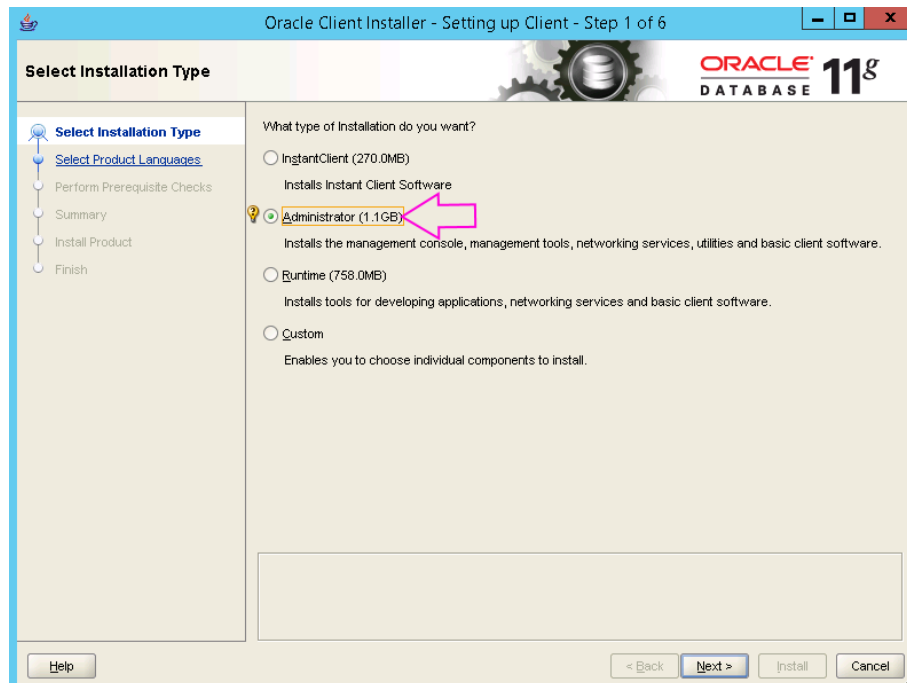 Oracle Client Installer - Setting up Client - Step 1 of 6
Select Installation Type
ORACLE
DATABASE
11g
Select Installation Type
Select Product Languages
Perform Prerequisite Checks
Summary
Install Product
Finish
What type of Installation do you want?
InstantClient (270.0MB)
Installs Instant Client Software
Administrator (1.1GB)
Installs the management console, management tools, networking services, utilities and basic client software.
Runtime (758.0MB)
Installs tools for developing applications, networking services and basic client software.
Custom
Enables you to choose individual components to install.
Help
< Back
Next >
Install
Cancel